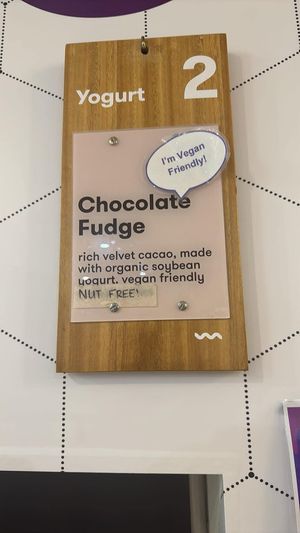 Yogurt 2
I'm Vegan
Friendly!
Chocolate
Fudge
rich velvet cacao, made
with organic soybean
yogurt. vegan friendly
NUT FREE!